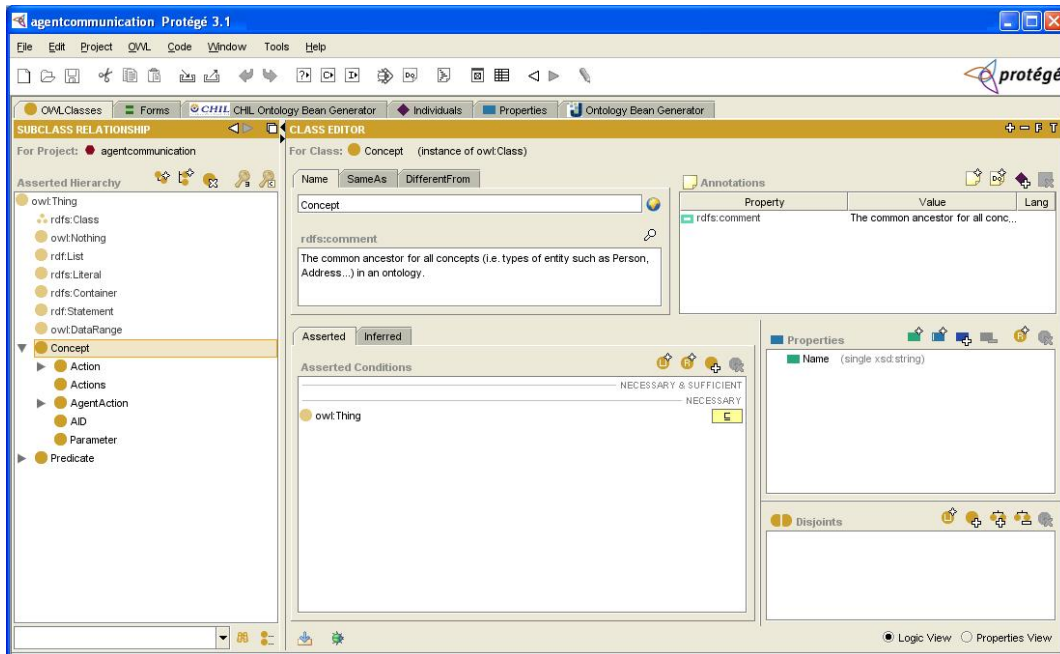 agentcommunication Protégé 3.1
File Edit Project OWL Code Window Tools Help
protégé
OWLClasses Forms CHIL CHIL Ontology Bean Generator Individuals Properties Ontology Bean Generator
SUBCLASS RELATIONSHIP
For Project: agentcommunication
Asserted Hierarchy
owl:Thing
rdfs:Class
owl:Nothing
rdf:List
rdfs:Literal
rdfs:Container
rdf:Statement
owl:DataRange
Concept
Action
Actions
AgentAction
AID
Parameter
Predicate
CLASS EDITOR
For Class: Concept (instance of owl:Class)
Name SameAs DifferentFrom
Concept
rdfs:comment
The common ancestor for all concepts (i.e. types of entity such as Person,
Address...) in an ontology.
Annotations
Property Value Lang
rdfs:comment The common ancestor for all conc...
Asserted Inferred
Asserted Conditions
NECESSARY & SUFFICIENT
NECESSARY
owl:Thing
Properties
Name (single xsd:string)
Disjoints
Logic View Properties View